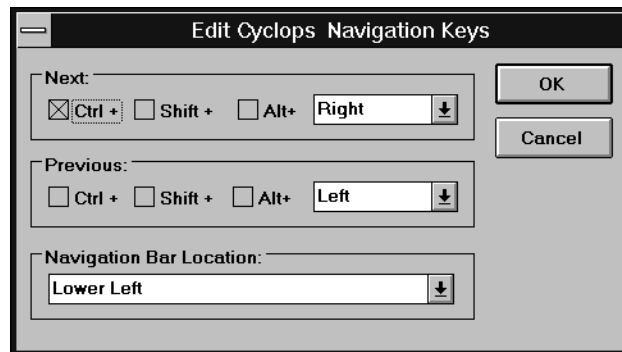 Edit Cyclops Navigation Keys
Next:
Ctrl + Shift + Alt+ Right
OK
Cancel
Previous:
Ctrl + Shift + Alt+ Left
Navigation Bar Location:
Lower Left